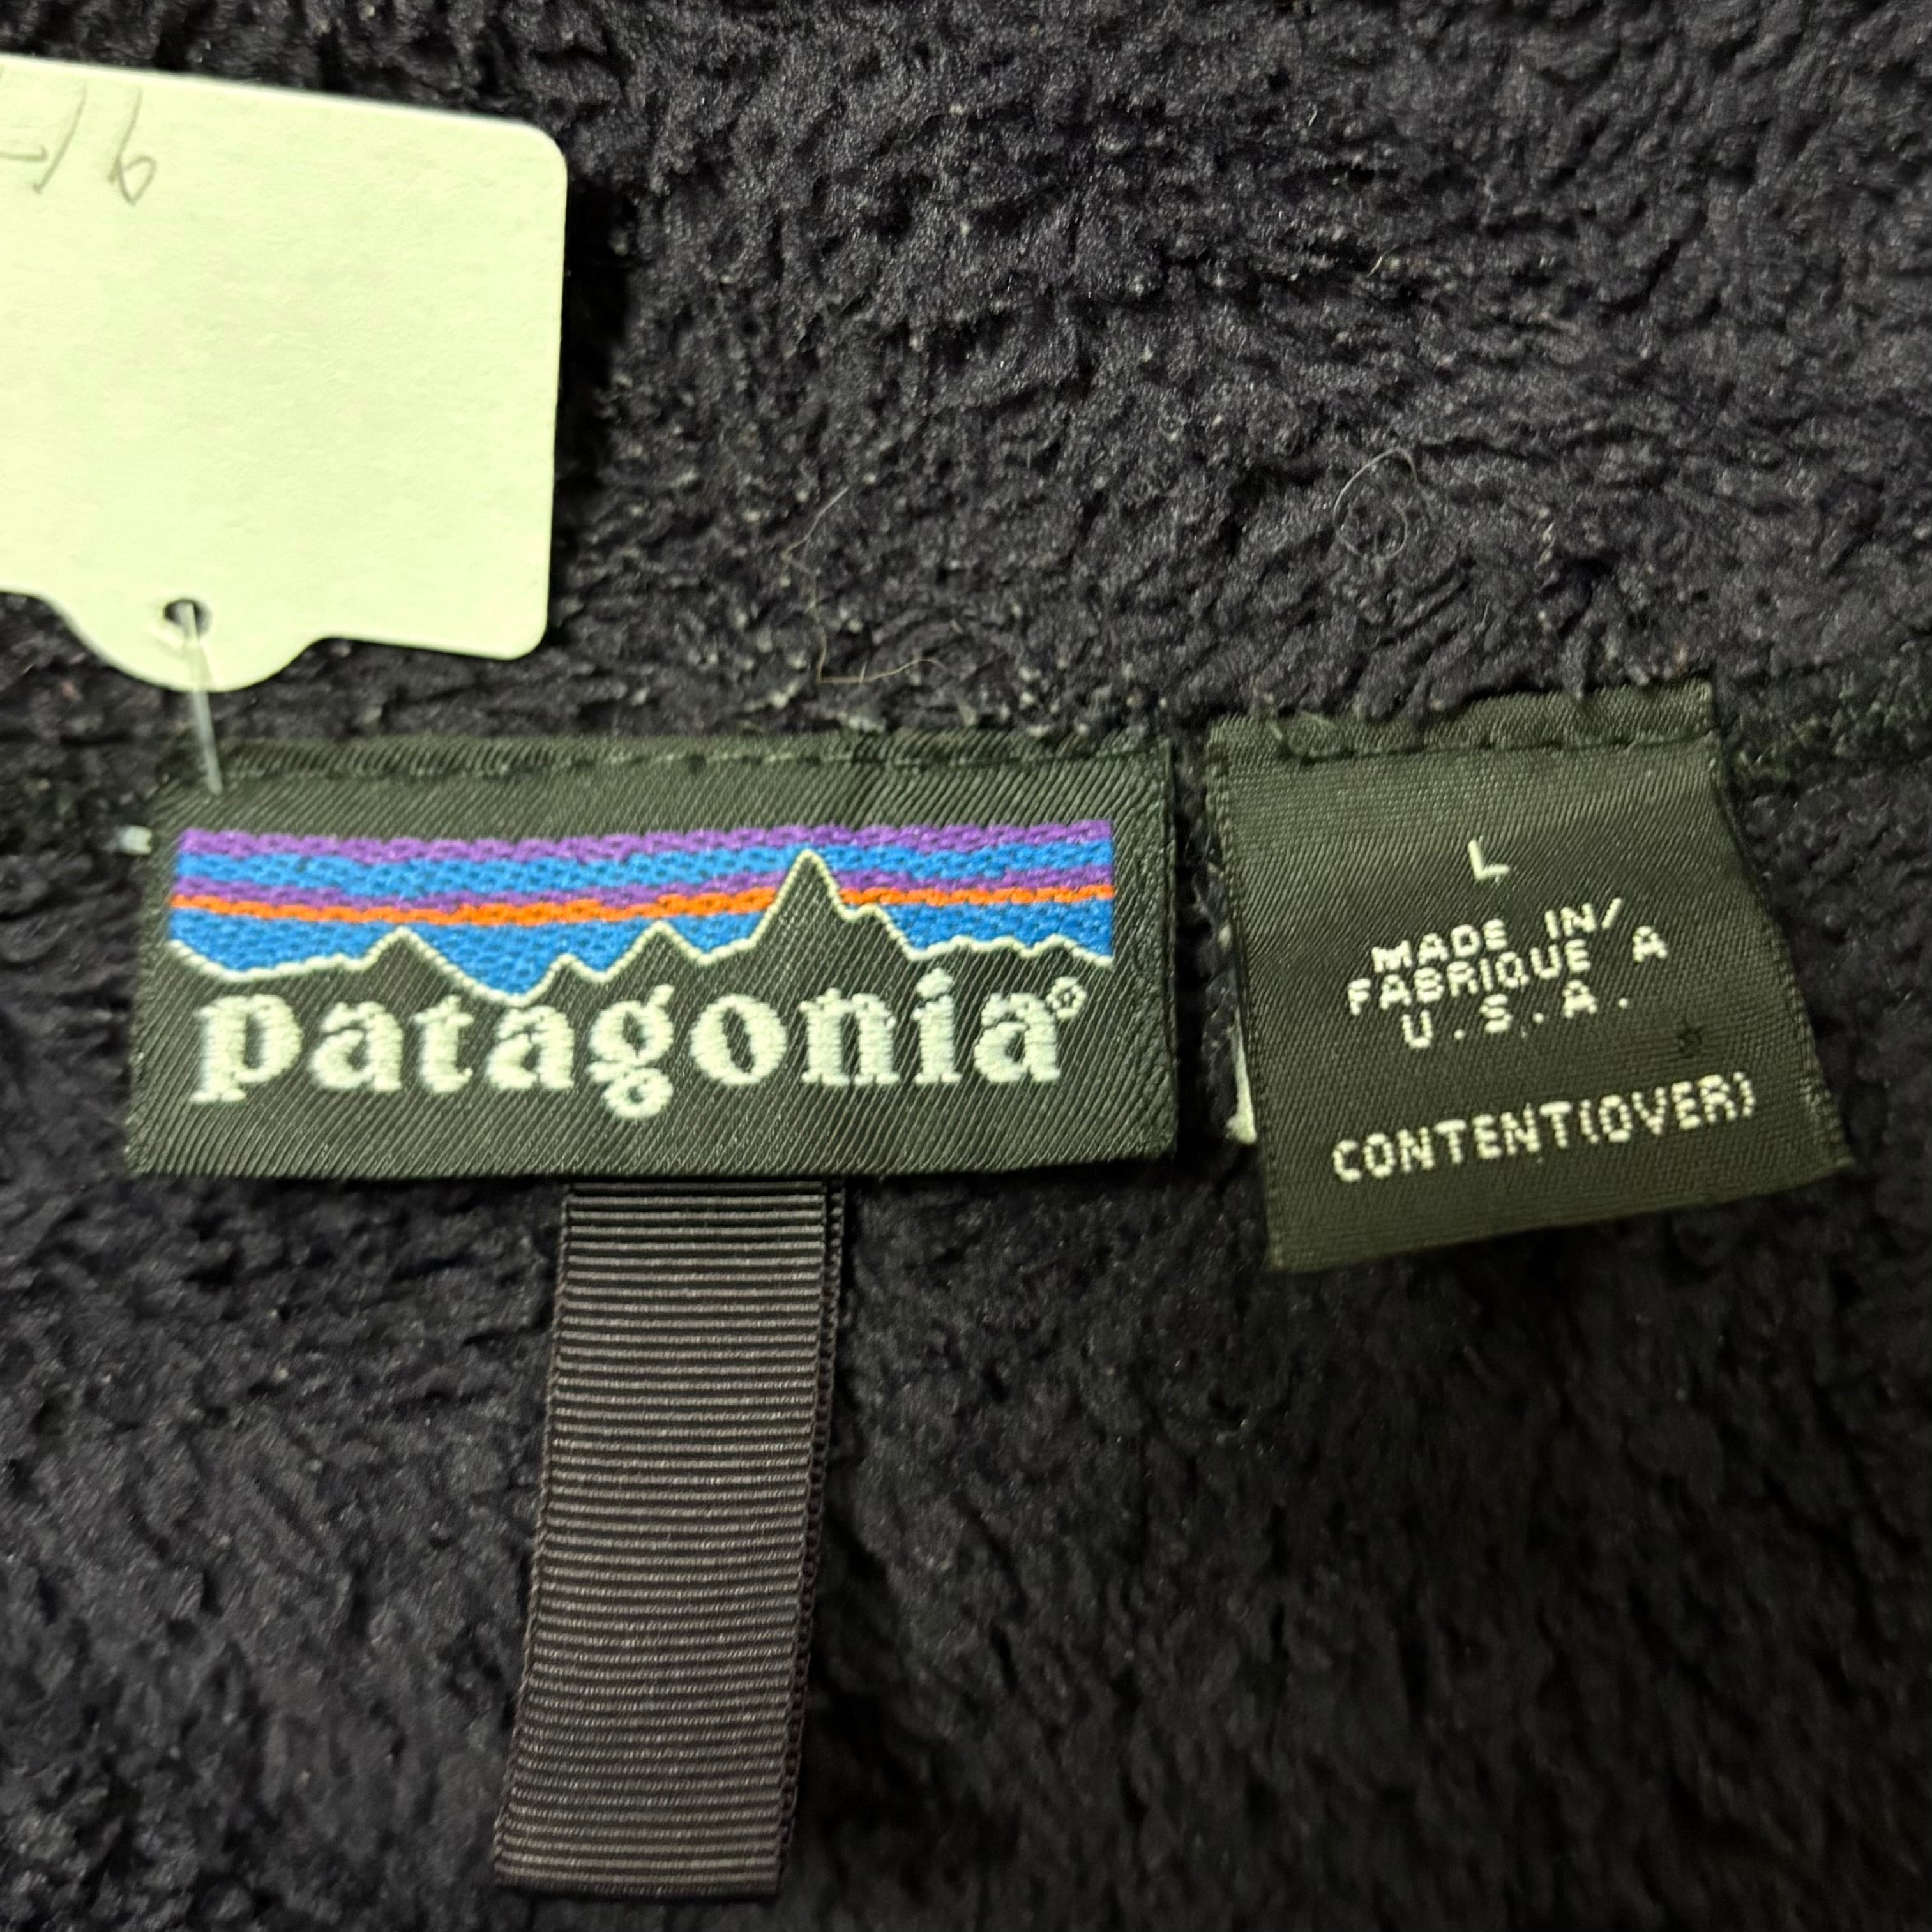 patagonia®
L
MADE IN/
FABRIQUE A
U.S.A.
CONTENT(OVER)